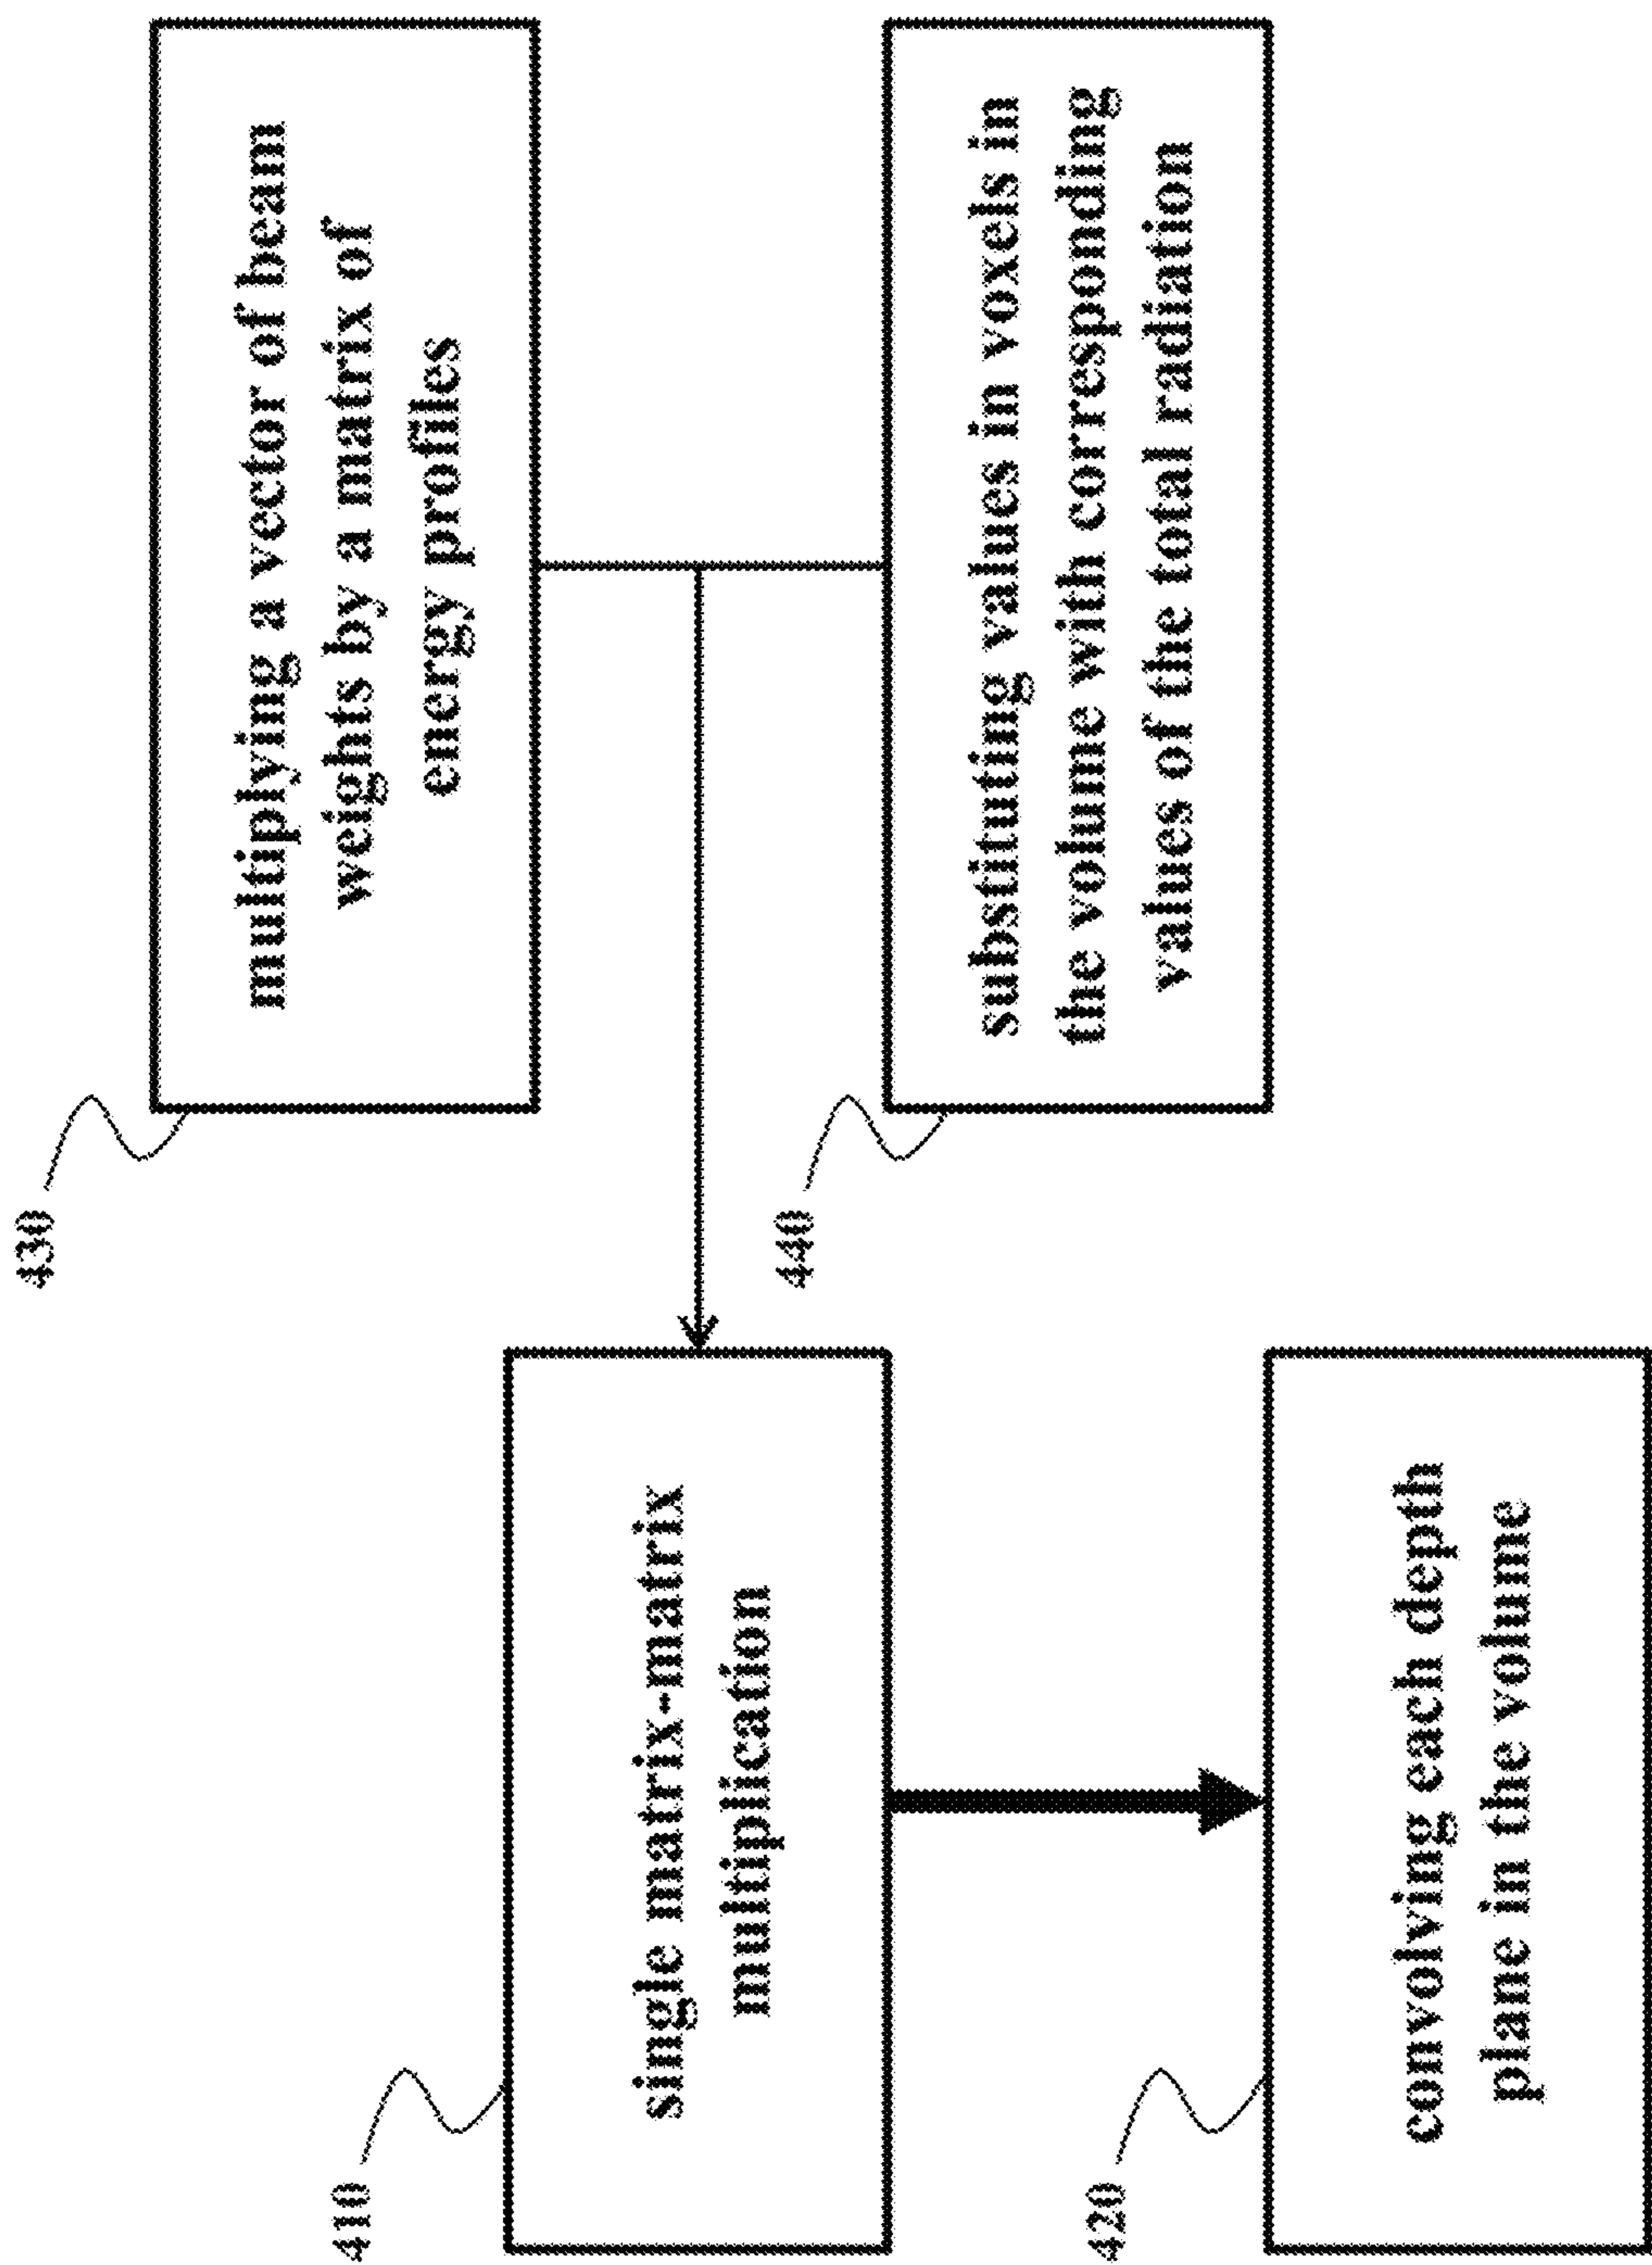 430
multiplying a vector of beam
weights by a matrix of
energy profiles
410
single matrix-matrix
multiplication
440
substituting values in voxels in
the volume with corresponding
values of the total radiation
420
convolving each depth
plane in the volume